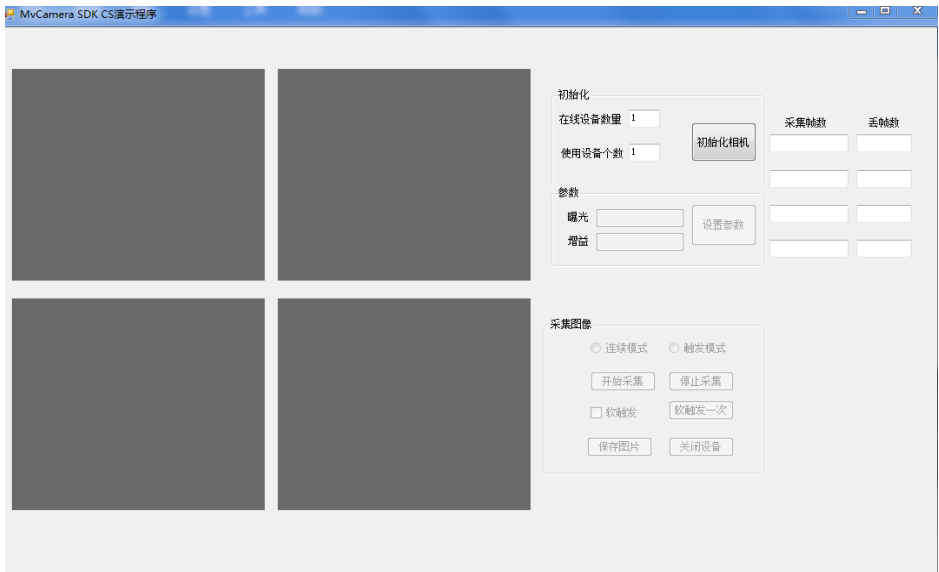 MvCamera SDK CS演示程序
初始化
在线设备数量 1
使用设备个数 1
初始化相机
采集帧数 丢帧数
参数
曝光
增益
设置参数
采集图像
连续模式 触发模式
开始采集 停止采集
软触发 软触发一次
保存图片 关闭设备